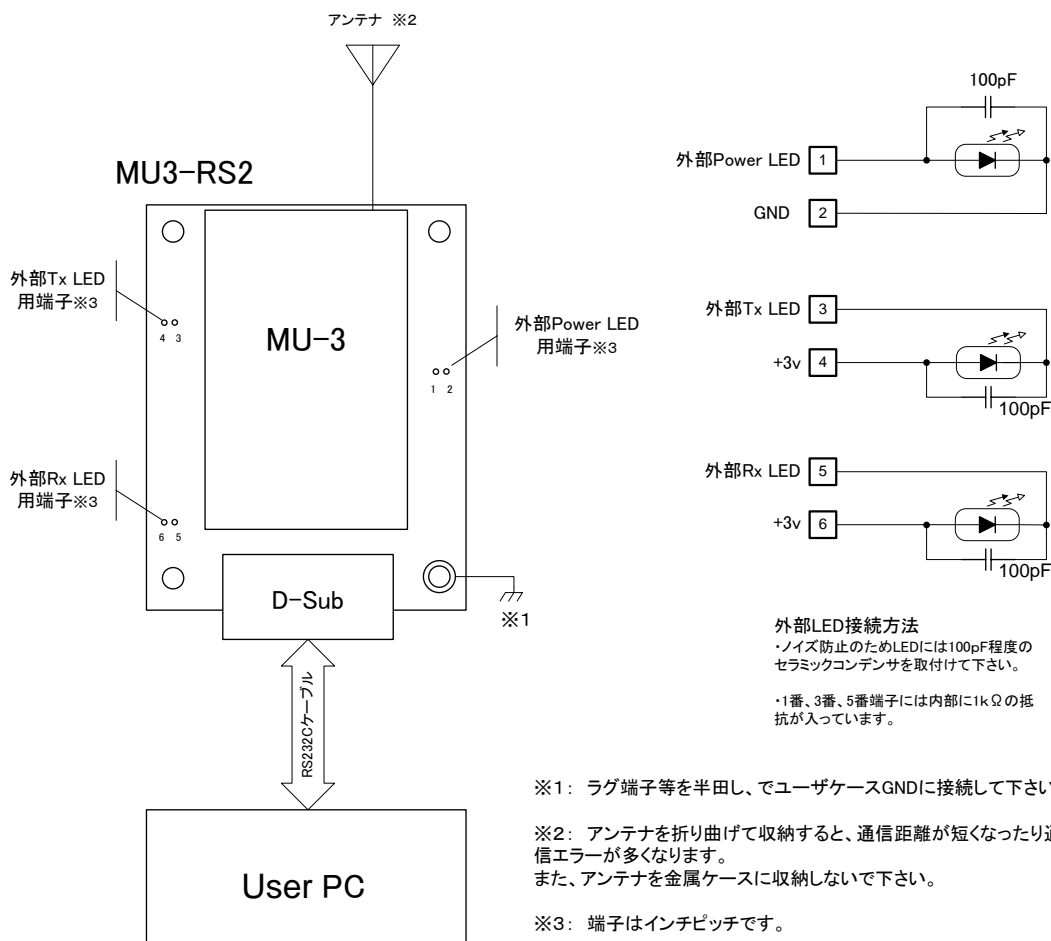 アンテナ ※2
MU3-RS2
外部Tx LED
用端子※3
4 3
MU-3
外部Power LED
用端子※3
1 2
外部Rx LED
用端子※3
6 5
D-Sub
※1
RS232Cケーブル
User PC
100pF
外部Power LED 1
GND 2
外部Tx LED 3
+3v 4
100pF
外部Rx LED 5
+3v 6
100pF
外部LED接続方法
・ノイズ防止のためLEDには100pF程度の
セラミックコンデンサを取付けて下さい。
・1番、3番、5番端子には内部に1kΩの抵
抗が入っています。
※1: ラグ端子等を半田し、でユーザケースGNDに接続して下さい
※2: アンテナを折り曲げて収納すると、通信距離が短くなったり通
信エラーが多くなります。
また、アンテナを金属ケースに収納しないで下さい。
※3: 端子はインチピッチです。